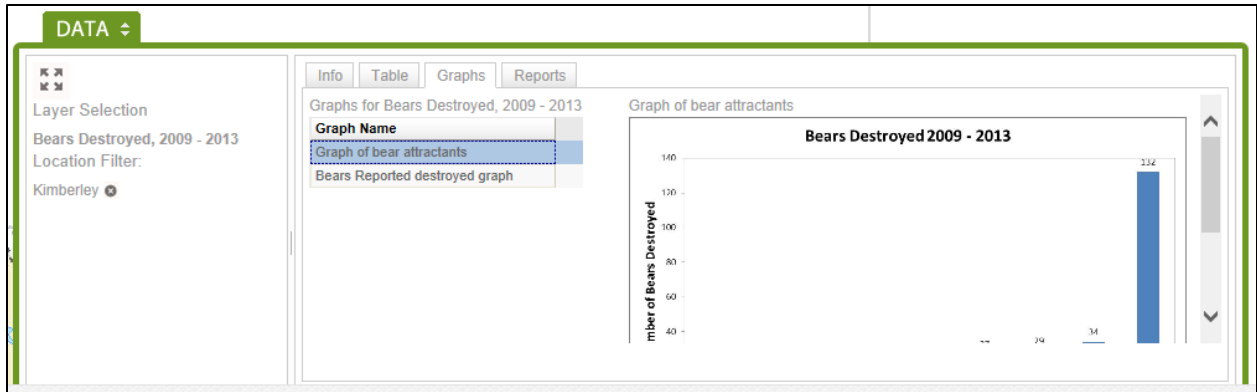 DATA
Info Table Graphs Reports
Layer Selection
Bears Destroyed, 2009 - 2013
Location Filter:
Kimberley
Graphs for Bears Destroyed, 2009 - 2013
Graph Name
Graph of bear attractants
Bears Reported destroyed graph
Graph of bear attractants
Bears Destroyed 2009 - 2013
of Bears Destroyed
140
120
100
80
60
40
29
34
132